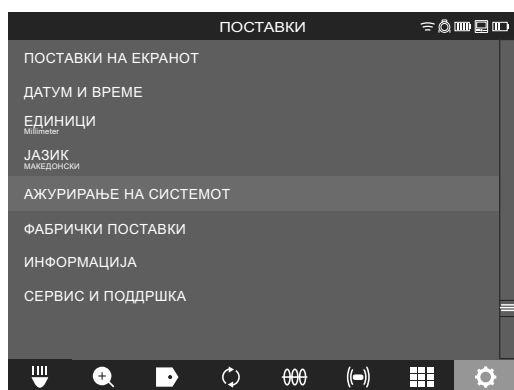 ПОСТАВКИ
ПОСТАВКИ НА ЕКРАНОТ
ДАТУМ И ВРЕМЕ
ЕДИНИЦИ
Millimeter
ЈАЗИК
МАКЕДОНСКИ
АЖУРИРАЊЕ НА СИСТЕМОТ
ФАБРИЧКИ ПОСТАВКИ
ИНФОРМАЦИЈА
СЕРВИС И ПОДДРШКА